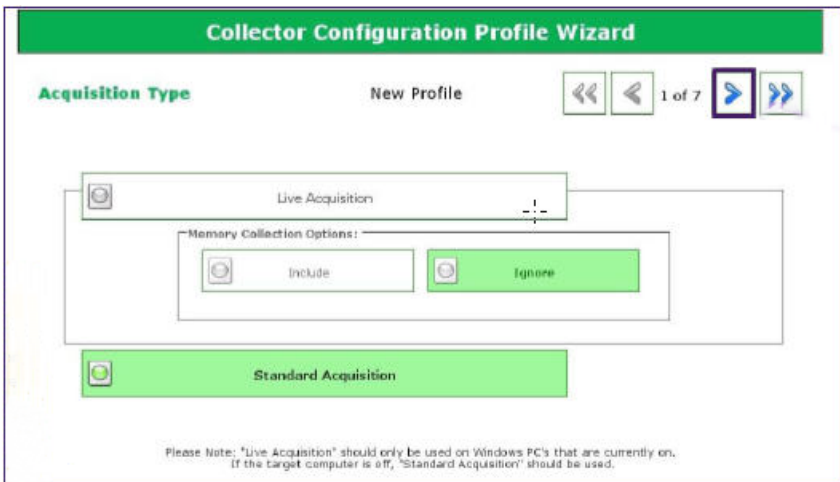 Collector Configuration Profile Wizard
Acquisition Type New Profile 1 of 7
Live Acquisition
Memory Collection Options:
Include Ignore
Standard Acquisition
Please Note: "Live Acquisition" should only be used on Windows PC's that are currently on.
If the target computer is off, "Standard Acquisition" should be used.